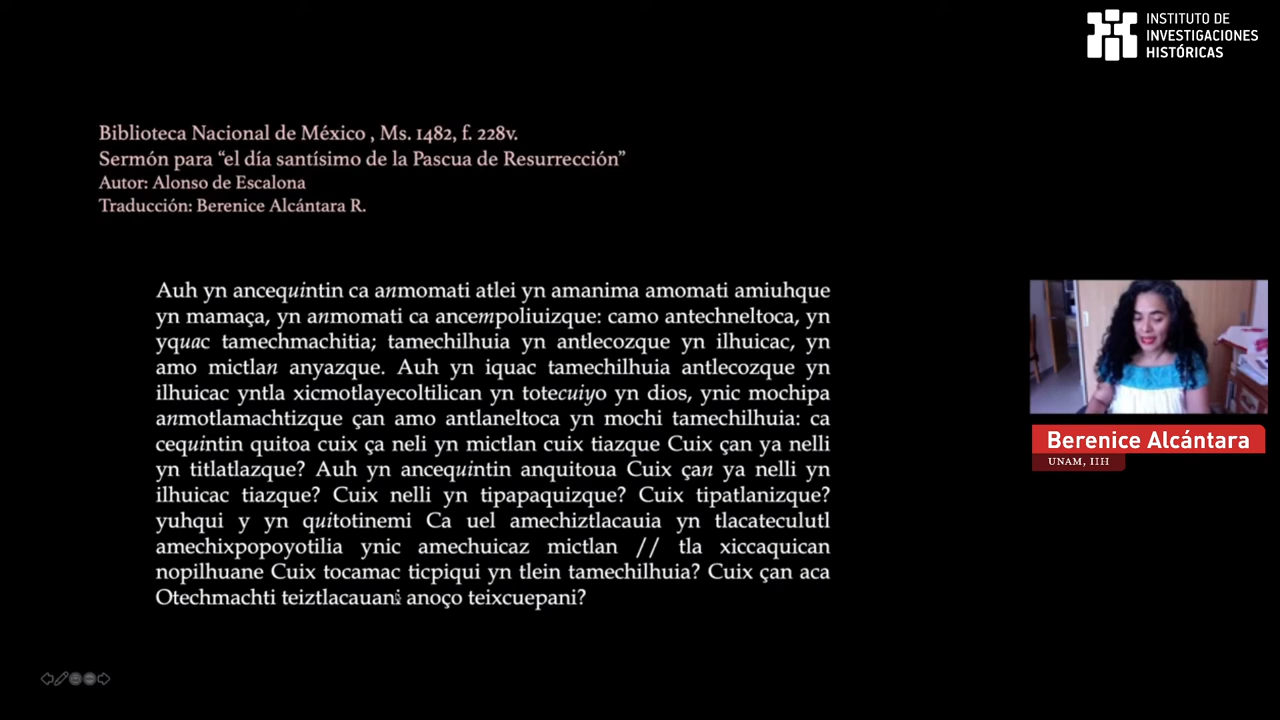 INSTITUTO DE
INVESTIGACIONES
HISTÓRICAS
Biblioteca Nacional de México , Ms. 1482, f. 228v.
Sermón para “el día santísimo de la Pascua de Resurrección”
Autor: Alonso de Escalona
Traducción: Berenice Alcántara R.
Auh yn ancequintin ca anmomati atlei yn amanima amomati amiuhque
yn mamaça, yn anmomati ca ancempoliuizque: camo antechneltoca, yn
yquac tamechmachitia; tamechilhuia yn antlecozque yn ilhuicac, yn
amo mictlan anyazque. Auh yn iquac tamechilhuia antlecozque yn
ilhuicac yntla xicmotlayecoltilican yn totecuiyo yn dios, ynic mochipa
anmotlamachtizque çan amo antlaneltoca yn mochi tamechilhuia: ca
cequintin quitoa cuix ça neli yn mictlan cuix tiazque Cuix çan ya nelli
yn titlatlazque? Auh yn ancequintin anquitoua Cuix çan ya nelli yn
ilhuicac tiazque? Cuix nelli yn tipapaquizque? Cuix tipatlanizque?
yuhqui y yn quitotinemi Ca uel amechiztlacauia yn tlacateculutl
amechixpopoyotilia ynic amechuicaz mictlan // tla xiccaquican
nopilhuane Cuix tocamac ticpiqui yn tlein tamechilhuia? Cuix çan aca
Otechmachti teiztlacauani anoço teixcuepani?
Berenice Alcántara
UNAM, IIH